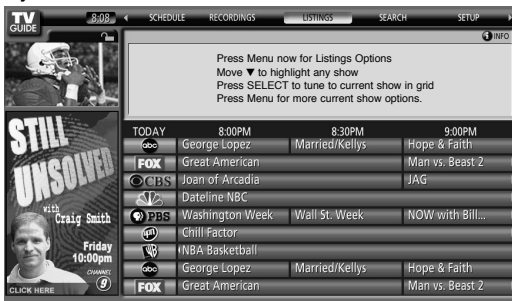 TV GUIDE
8:08
SCHEDULE RECORDINGS LISTINGS SEARCH SETUP
i INFO
Press Menu now for Listings Options
Move ▼ to highlight any show
Press SELECT to tune to current show in grid
Press Menu for more current show options.
STILL UNSOLVED
with Craig Smith
Friday
10:00pm
CHANNEL 9
CLICK HERE
TODAY 8:00PM 8:30PM 9:00PM
abc George Lopez Married/Kellys Hope & Faith
FOX Great American Man vs. Beast 2
CBS Joan of Arcadia JAG
Dateline NBC
PBS Washington Week Wall St. Week NOW with Bill...
Chill Factor
WB NBA Basketball
abc George Lopez Married/Kellys Hope & Faith
FOX Great American Man vs. Beast 2